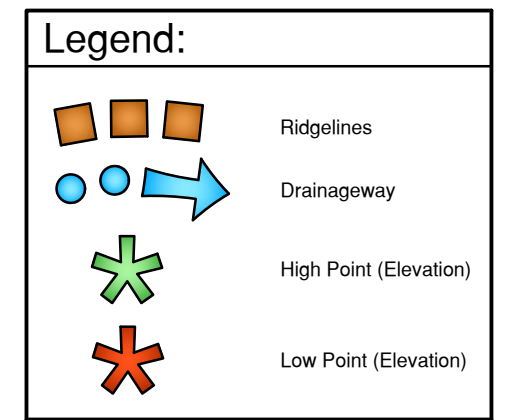 Legend:
Ridgelines
Drainageway
High Point (Elevation)
Low Point (Elevation)